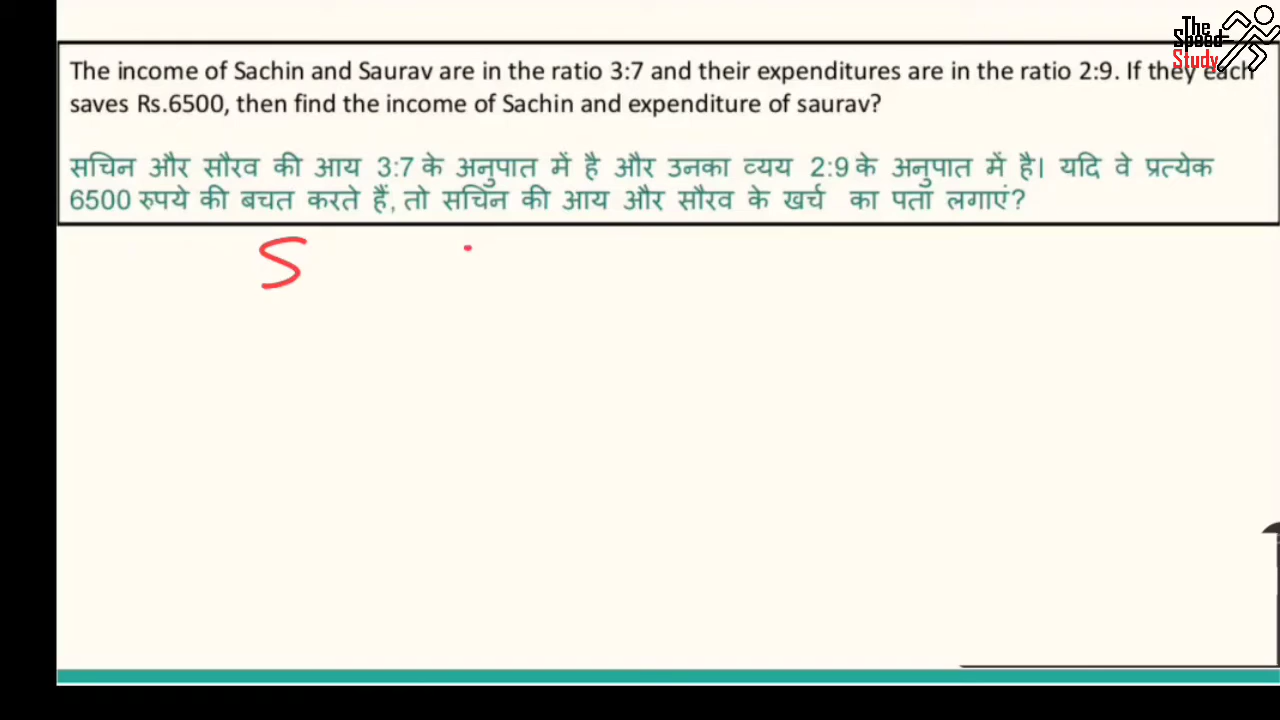 The
Speed
Study
The income of Sachin and Saurav are in the ratio 3:7 and their expenditures are in the ratio 2:9. If they each
saves Rs.6500, then find the income of Sachin and expenditure of saurav?
सचिन और सौरव की आय 3:7 के अनुपात में है और उनका व्यय 2:9 के अनुपात में है। यदि वे प्रत्येक
6500 रुपये की बचत करते हैं, तो सचिन की आय और सौरव के खर्च का पता लगाएं?
S